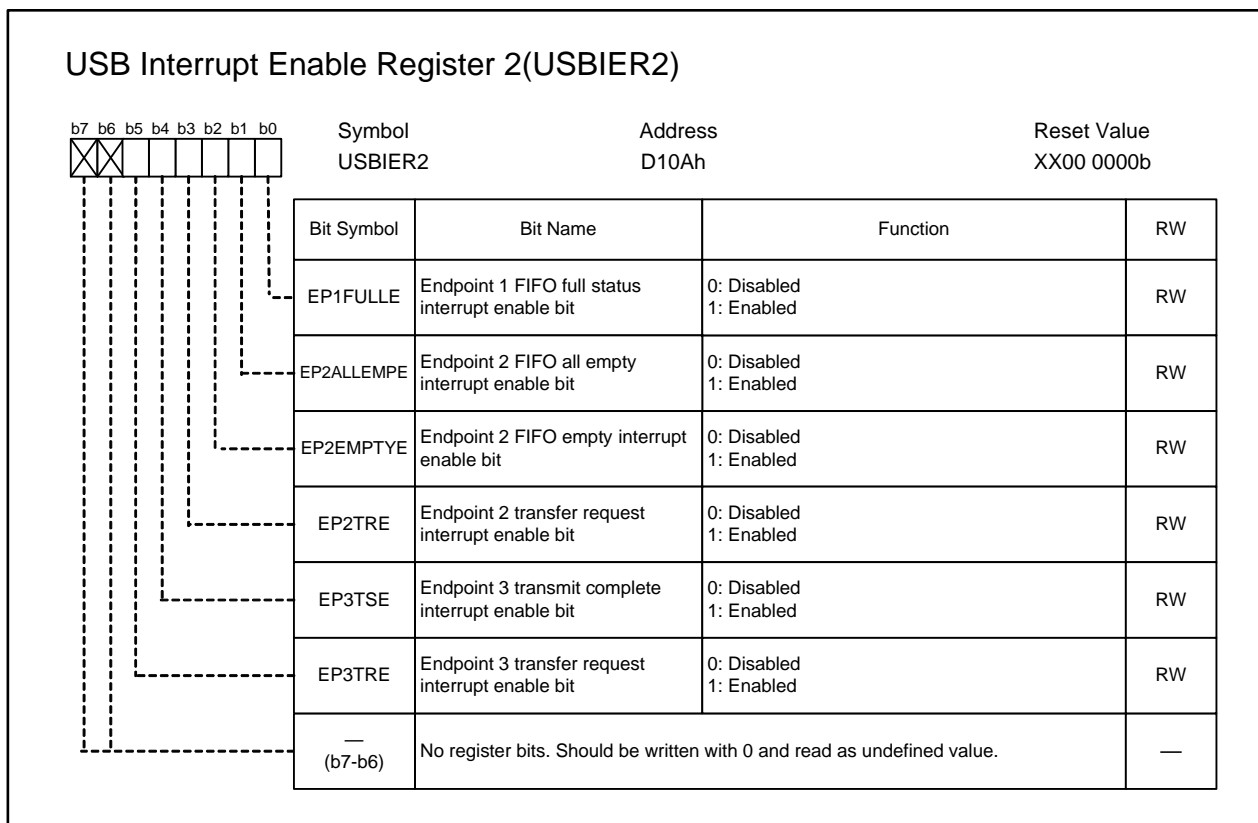 USB Interrupt Enable Register 2(USBIER2)
b7 b6 b5 b4 b3 b2 b1 b0
Symbol Address Reset Value
USBIER2 D10Ah XX00 0000b
Bit Symbol Bit Name Function RW
EP1FULLE Endpoint 1 FIFO full status interrupt enable bit 0: Disabled 1: Enabled RW
EP2ALLEMPE Endpoint 2 FIFO all empty interrupt enable bit 0: Disabled 1: Enabled RW
EP2EMPTYE Endpoint 2 FIFO empty interrupt enable bit 0: Disabled 1: Enabled RW
EP2TRE Endpoint 2 transfer request interrupt enable bit 0: Disabled 1: Enabled RW
EP3TSE Endpoint 3 transmit complete interrupt enable bit 0: Disabled 1: Enabled RW
EP3TRE Endpoint 3 transfer request interrupt enable bit 0: Disabled 1: Enabled RW
— (b7-b6) No register bits. Should be written with 0 and read as undefined value. —